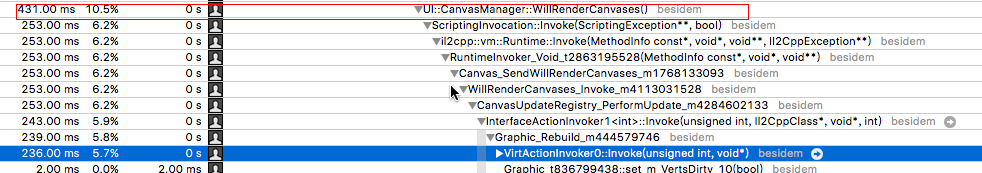 431.00 ms 10.5% 0 s ▼UI::CanvasManager::WillRenderCanvases() besidem
253.00 ms 6.2% 0 s ▼ScriptingInvocation::Invoke(ScriptingException**, bool) besidem
253.00 ms 6.2% 0 s ▼il2cpp::vm::Runtime::Invoke(MethodInfo const*, void*, void**, Il2CppException**) besidem
253.00 ms 6.2% 0 s ▼RuntimeInvoker_Void_t2863195528(MethodInfo const*, void*, void**) besidem
253.00 ms 6.2% 0 s ▼Canvas_SendWillRenderCanvases_m1768133093 besidem
253.00 ms 6.2% 0 s ▼WillRenderCanvases_Invoke_m4113031528 besidem
253.00 ms 6.2% 0 s ▼CanvasUpdateRegistry_PerformUpdate_m4284602133 besidem
243.00 ms 5.9% 0 s ▼InterfaceActionInvoker1<int>::Invoke(unsigned int, Il2CppClass*, void*, int) besidem
239.00 ms 5.8% 0 s ▼Graphic_Rebuild_m444579746 besidem
236.00 ms 5.7% 0 s ▶VirtActionInvoker0::Invoke(unsigned int, void*) besidem
2.00 ms 0.0% 2.00 ms Graphic_t836799438::set_m_VertsDirty_10(bool) besidem